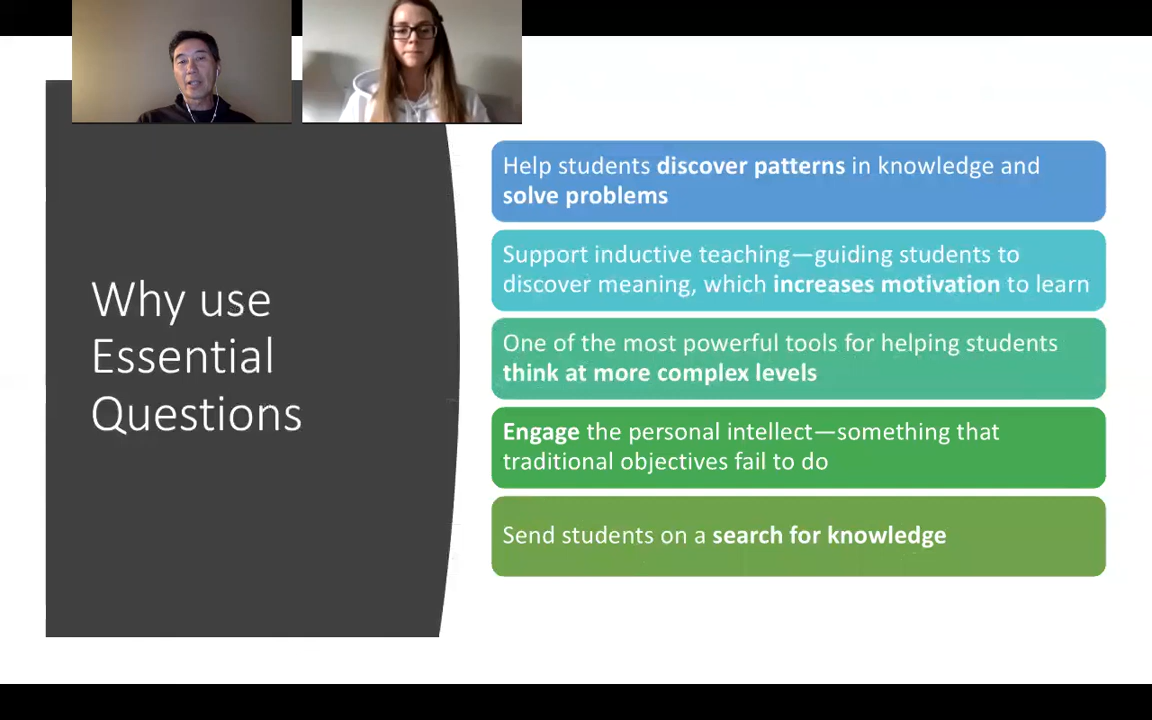 Why use
Essential
Questions
Help students discover patterns in knowledge and
solve problems
Support inductive teaching—guiding students to
discover meaning, which increases motivation to learn
One of the most powerful tools for helping students
think at more complex levels
Engage the personal intellect—something that
traditional objectives fail to do
Send students on a search for knowledge